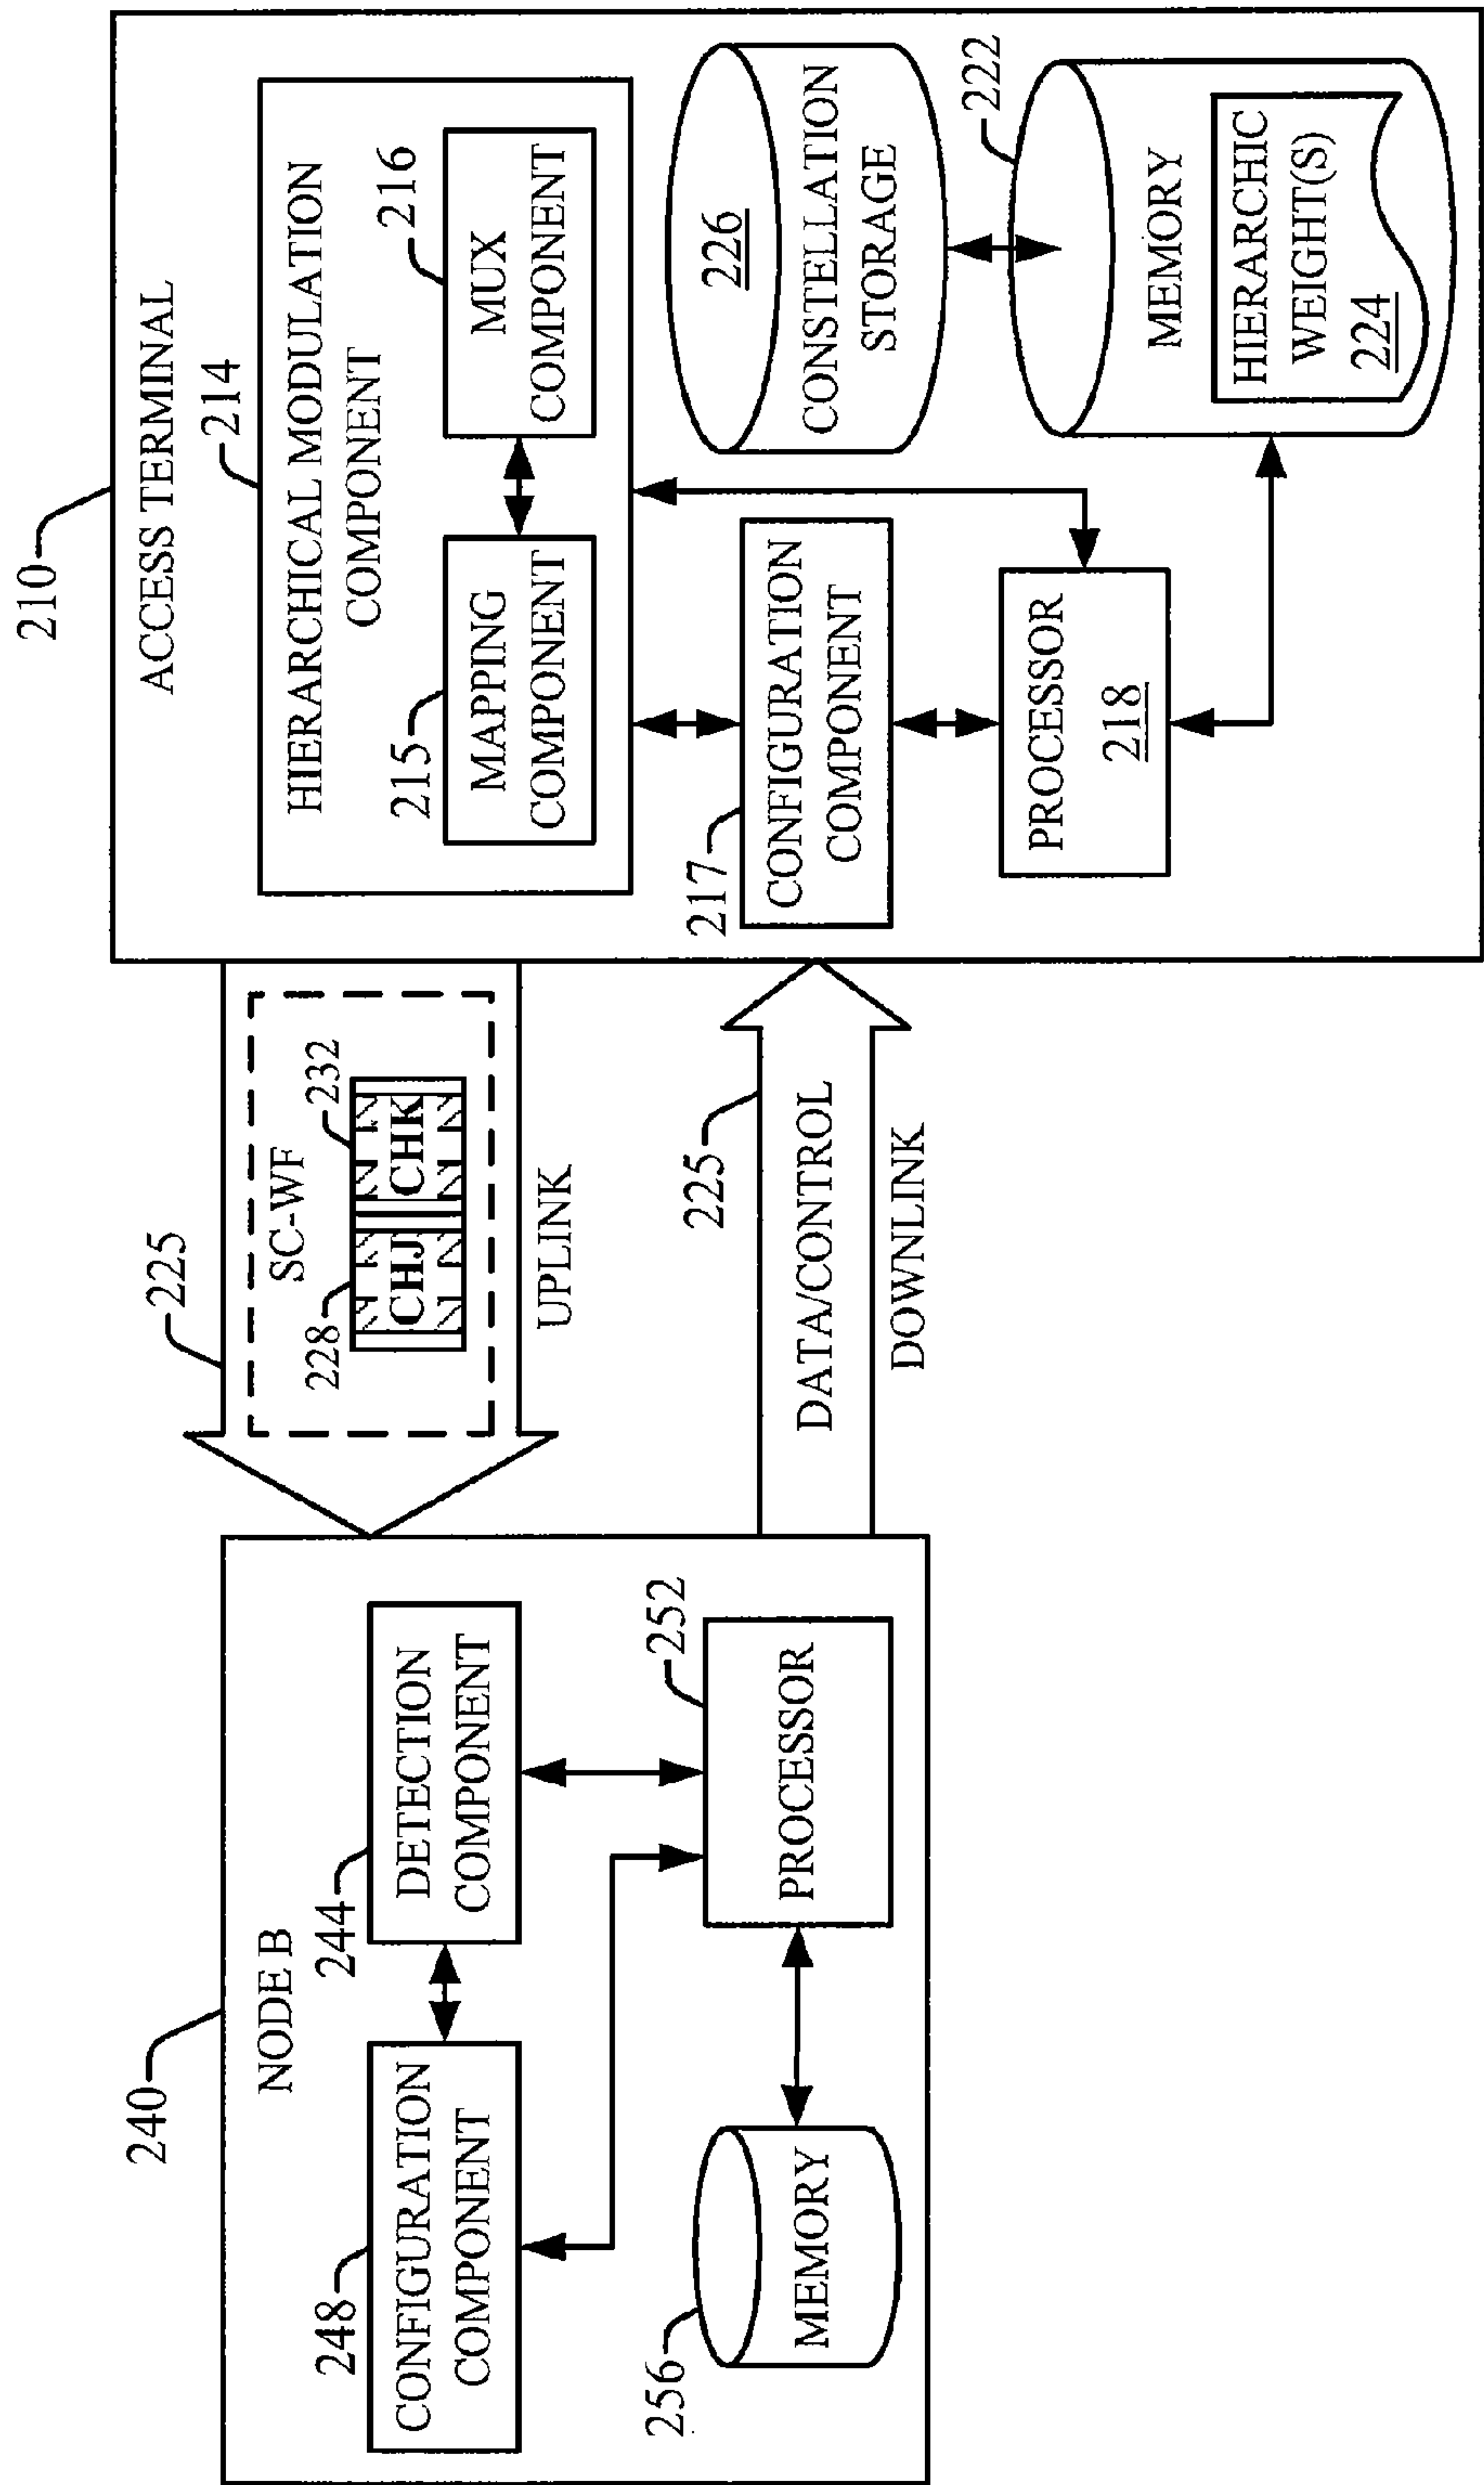 240
NODE B
244
DETECTION
COMPONENT
248
CONFIGURATION
COMPONENT
252
PROCESSOR
256
MEMORY
225
SC-WF
228
232
CHJ
CHK
UPLINK
225
DATA/CONTROL
DOWNLINK
210
ACCESS TERMINAL
214
HIERARCHICAL MODULATION
COMPONENT
215
MAPPING
COMPONENT
216
MUX
COMPONENT
217
CONFIGURATION
COMPONENT
226
CONSTELLATION
STORAGE
PROCESSOR
218
222
MEMORY
HIERARCHIC
WEIGHT(S)
224